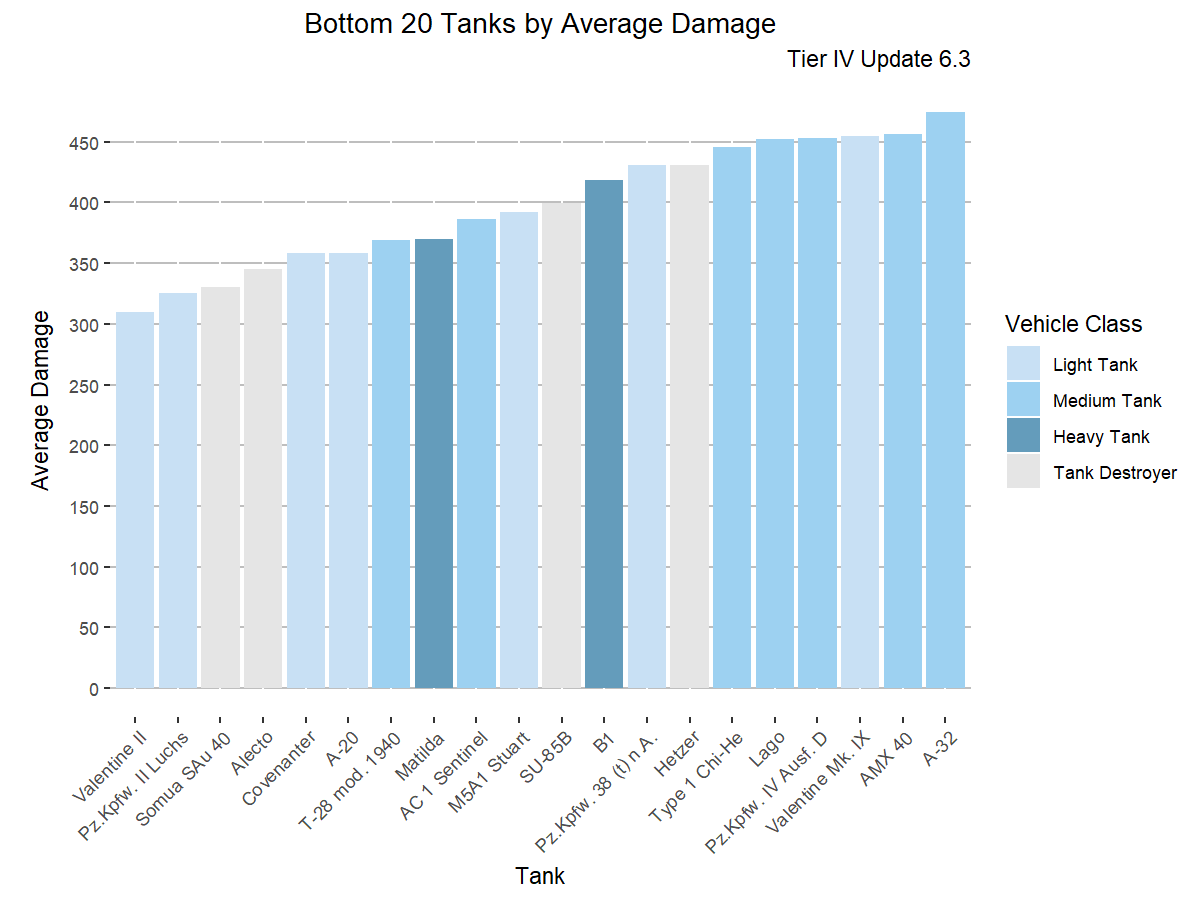 Bottom 20 Tanks by Average Damage
Tier IV Update 6.3
Average Damage
450
400
350
300
250
200
150
100
50
0
Valentine II
Pz.Kpfw. II Luchs
Somua SAu 40
Alecto
Covenanter
A-20
T-28 mod. 1940
Matilda
AC 1 Sentinel
M5A1 Stuart
SU-85B
B1
Pz.Kpfw. 38 (t) n A.
Hetzer
Type 1 Chi-He
Lago
Pz.Kpfw. IV Ausf. D
Valentine Mk. IX
AMX 40
A-32
Tank
Vehicle Class
Light Tank
Medium Tank
Heavy Tank
Tank Destroyer